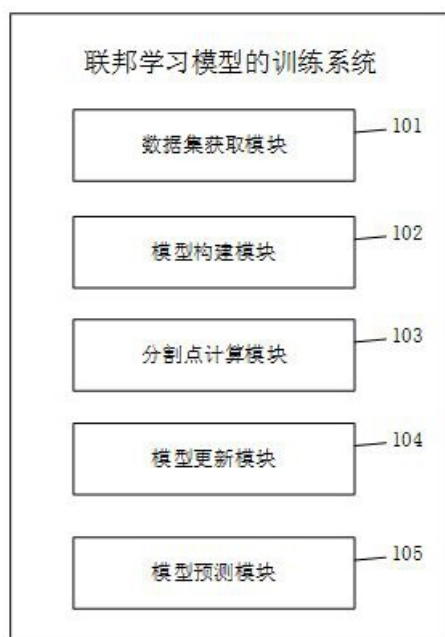 联邦学习模型的训练系统
数据集获取模块
101
模型构建模块
102
分割点计算模块
103
模型更新模块
104
模型预测模块
105